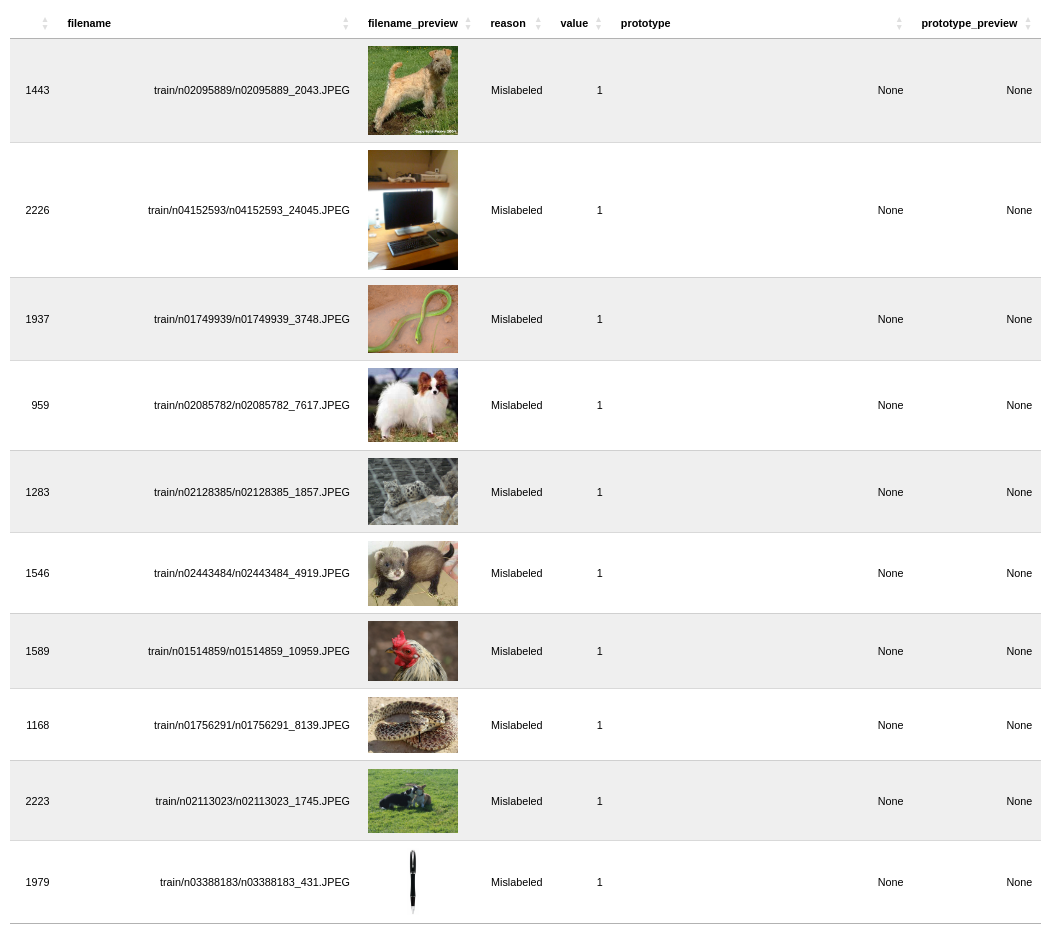 filename filename_preview reason value prototype prototype_preview
1443 train/n02095889/n02095889_2043.JPEG Mislabeled 1 None None
2226 train/n04152593/n04152593_24045.JPEG Mislabeled 1 None None
1937 train/n01749939/n01749939_3748.JPEG Mislabeled 1 None None
959 train/n02085782/n02085782_7617.JPEG Mislabeled 1 None None
1283 train/n02128385/n02128385_1857.JPEG Mislabeled 1 None None
1546 train/n02443484/n02443484_4919.JPEG Mislabeled 1 None None
1589 train/n01514859/n01514859_10959.JPEG Mislabeled 1 None None
1168 train/n01756291/n01756291_8139.JPEG Mislabeled 1 None None
2223 train/n02113023/n02113023_1745.JPEG Mislabeled 1 None None
1979 train/n03388183/n03388183_431.JPEG Mislabeled 1 None None